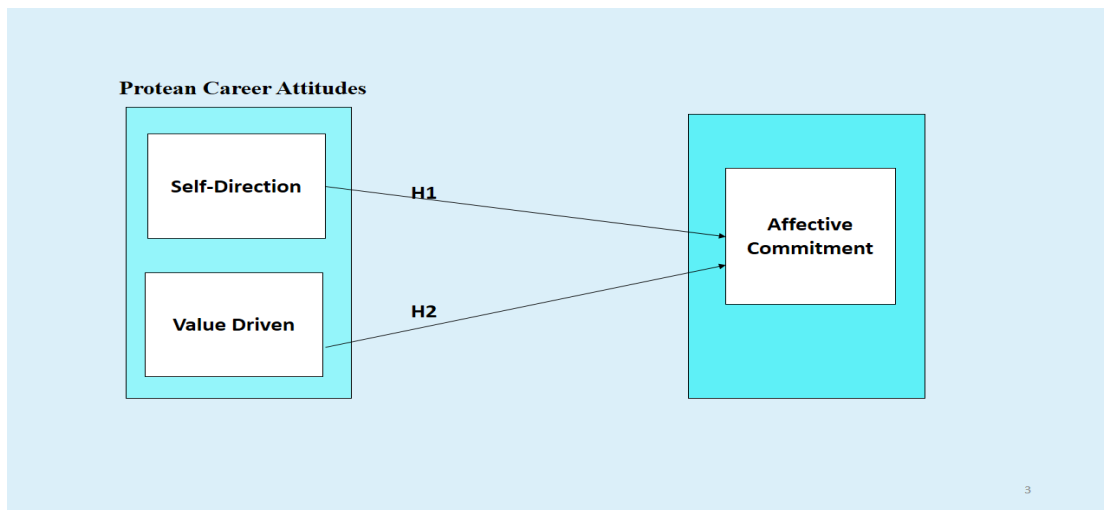 Protean Career Attitudes
Self-Direction
H1
Affective
Commitment
Value Driven
H2
3